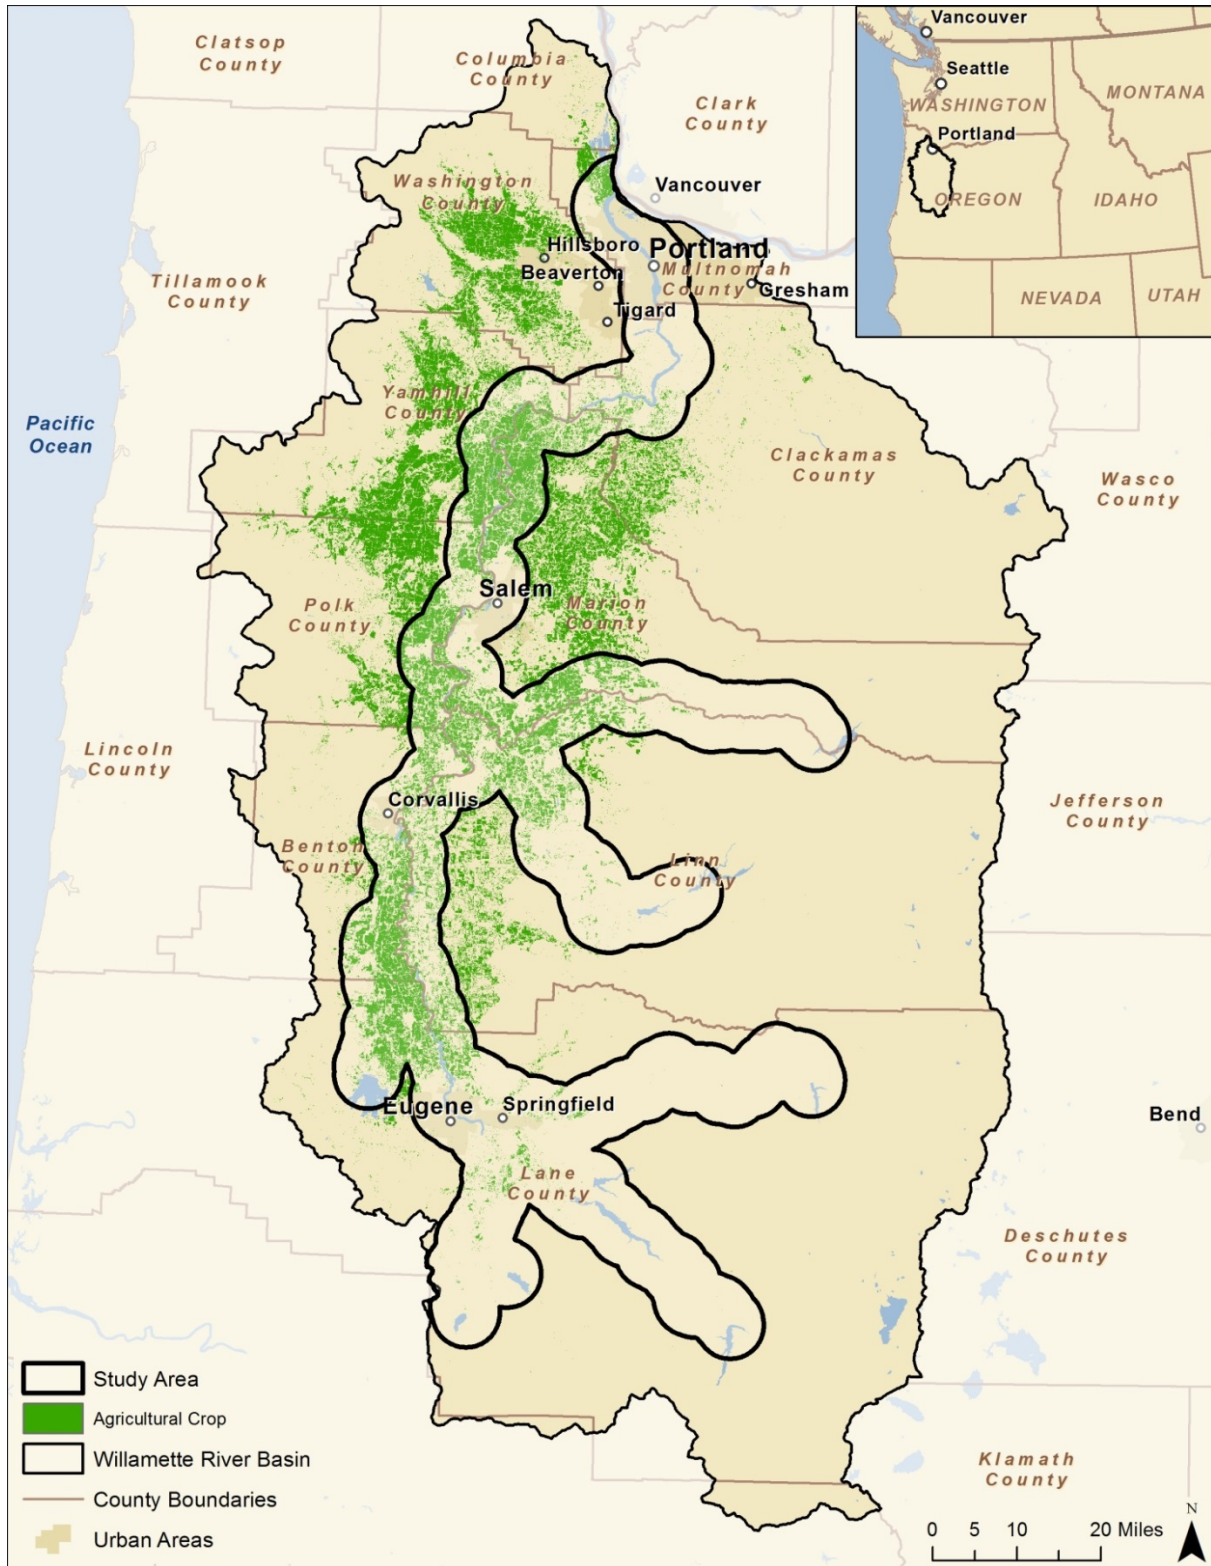 Clatsop
County
Columbia
County
Clark
County
Vancouver
Seattle
WASHINGTON
MONTANA
Portland
OREGON
IDAHO
NEVADA
UTAH
Washington
County
Vancouver
Hillsboro
Portland
Beaverton
Multnomah
County
Gresham
Tigard
Tillamook
County
Yamhill
County
Pacific
Ocean
Clackamas
County
Wasco
County
Salem
Polk
County
Marion
County
Lincoln
County
Corvallis
Jefferson
County
Benton
County
Linn
County
Eugene
Springfield
Bend
Lane
County
Deschutes
County
Study Area
Agricultural Crop
Willamette River Basin
County Boundaries
Urban Areas
Klamath
County
N
0 5 10 20 Miles